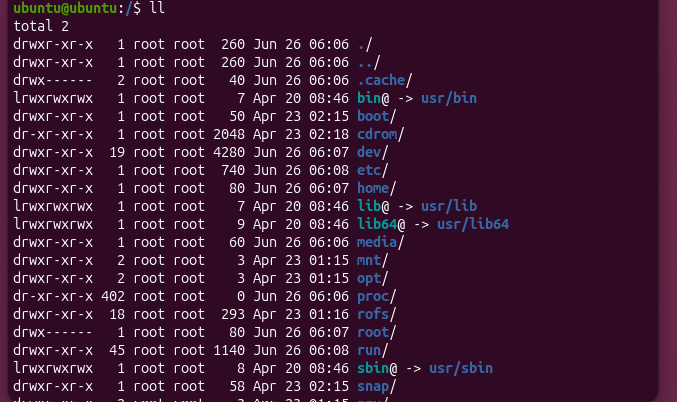 ubuntu@ubuntu:/$ ll
total 2
drwxr-xr-x   1 root root  260 Jun 26 06:06 ./
drwxr-xr-x   1 root root  260 Jun 26 06:06 ../
drwx------   2 root root   40 Jun 26 06:06 .cache/
lrwxrwxrwx   1 root root    7 Apr 20 08:46 bin@ -> usr/bin
drwxr-xr-x   1 root root   50 Apr 23 02:15 boot/
dr-xr-xr-x   1 root root 2048 Apr 23 02:18 cdrom/
drwxr-xr-x  19 root root 4280 Jun 26 06:07 dev/
drwxr-xr-x   1 root root  740 Jun 26 06:08 etc/
drwxr-xr-x   1 root root   80 Jun 26 06:07 home/
lrwxrwxrwx   1 root root    7 Apr 20 08:46 lib@ -> usr/lib
lrwxrwxrwx   1 root root    9 Apr 20 08:46 lib64@ -> usr/lib64
drwxr-xr-x   1 root root   60 Jun 26 06:06 media/
drwxr-xr-x   2 root root    3 Apr 23 01:15 mnt/
drwxr-xr-x   2 root root    3 Apr 23 01:15 opt/
dr-xr-xr-x 402 root root    0 Jun 26 06:06 proc/
drwxr-xr-x  18 root root  293 Apr 23 01:16 rofs/
drwx------   1 root root   80 Jun 26 06:07 root/
drwxr-xr-x  45 root root 1140 Jun 26 06:08 run/
lrwxrwxrwx   1 root root    8 Apr 20 08:46 sbin@ -> usr/sbin
drwxr-xr-x   1 root root   58 Apr 23 02:15 snap/